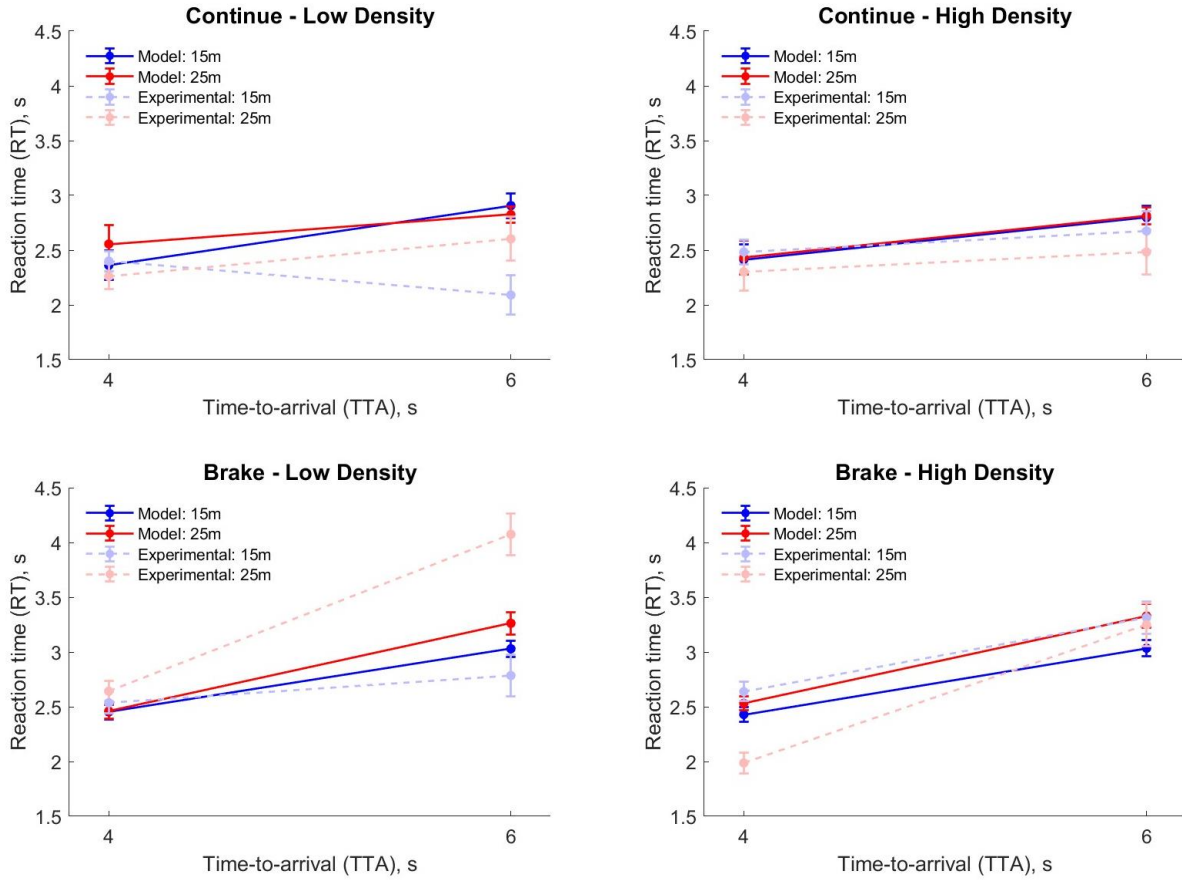 Continue - Low Density
4.5
4
3.5
3
2.5
2
1.5
Reaction time (RT), s
Model: 15m
Model: 25m
Experimental: 15m
Experimental: 25m
4
6
Time-to-arrival (TTA), s
Continue - High Density
4.5
4
3.5
3
2.5
2
1.5
Reaction time (RT), s
Model: 15m
Model: 25m
Experimental: 15m
Experimental: 25m
4
6
Time-to-arrival (TTA), s
Brake - Low Density
4.5
4
3.5
3
2.5
2
1.5
Reaction time (RT), s
Model: 15m
Model: 25m
Experimental: 15m
Experimental: 25m
4
6
Time-to-arrival (TTA), s
Brake - High Density
4.5
4
3.5
3
2.5
2
1.5
Reaction time (RT), s
Model: 15m
Model: 25m
Experimental: 15m
Experimental: 25m
4
6
Time-to-arrival (TTA), s